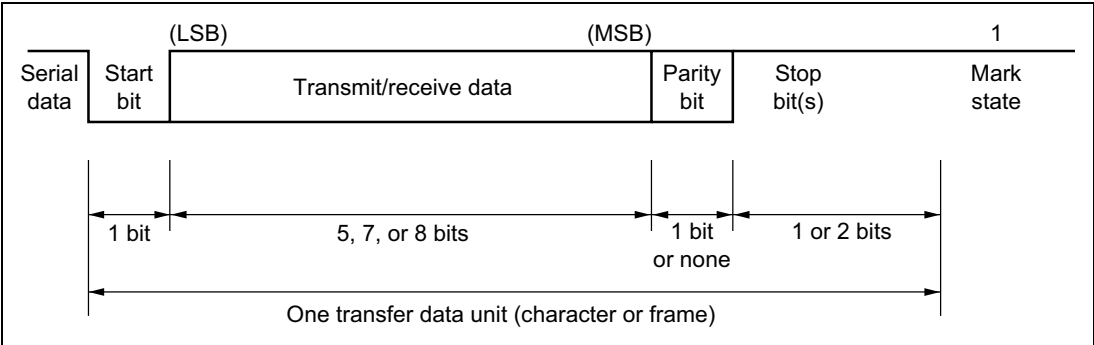 (LSB) (MSB) 1
Serial data
Start bit
Transmit/receive data
Parity bit
Stop bit(s)
Mark state
1 bit
5, 7, or 8 bits
1 bit or none
1 or 2 bits
One transfer data unit (character or frame)